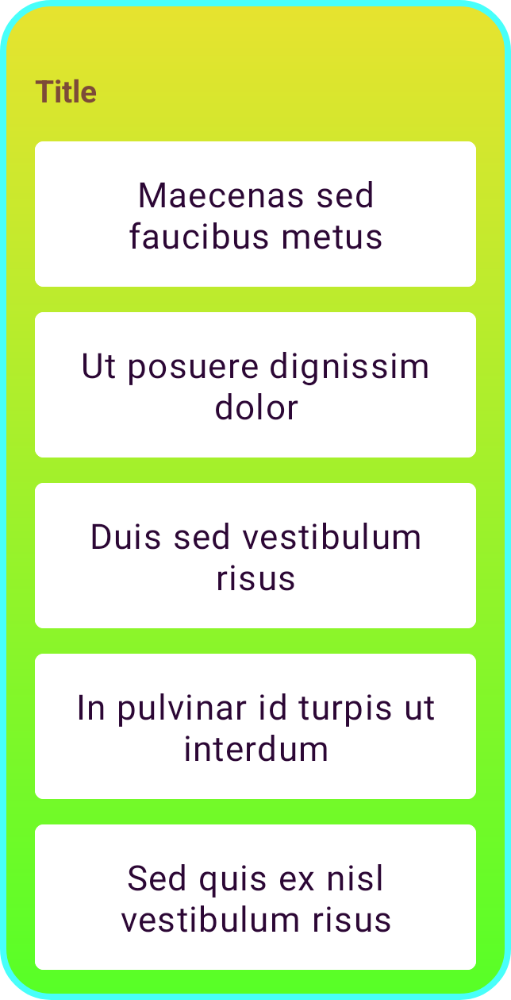 Title
Maecenas sed
faucibus metus
Ut posuere dignissim
dolor
Duis sed vestibulum
risus
In pulvinar id turpis ut
interdum
Sed quis ex nisl
vestibulum risus